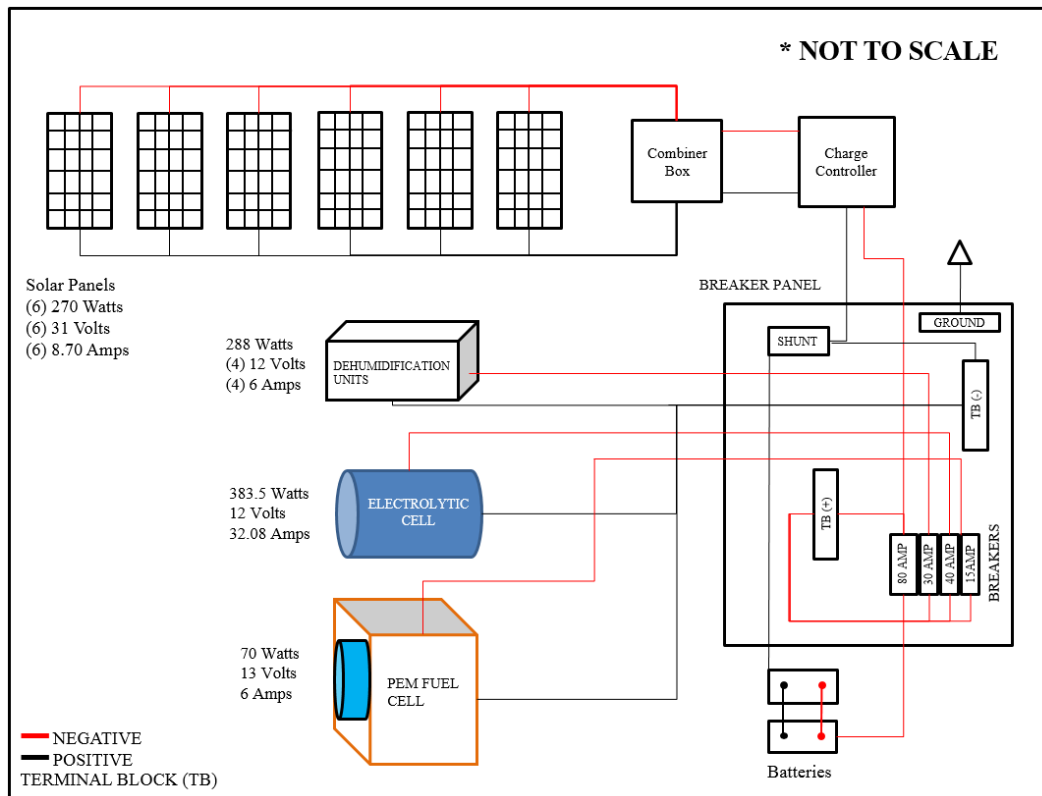 * NOT TO SCALE
Combiner
Box
Charge
Controller
Solar Panels
(6) 270 Watts
(6) 31 Volts
(6) 8.70 Amps
BREAKER PANEL
GROUND
SHUNT
TB (-)
288 Watts
(4) 12 Volts
(4) 6 Amps
DEHUMIDIFICATION
UNITS
383.5 Watts
12 Volts
32.08 Amps
ELECTROLYTIC
CELL
TB (+)
80 AMP
30 AMP
40 AMP
15AMP
BREAKERS
70 Watts
13 Volts
6 Amps
PEM FUEL
CELL
NEGATIVE
POSITIVE
TERMINAL BLOCK (TB)
Batteries